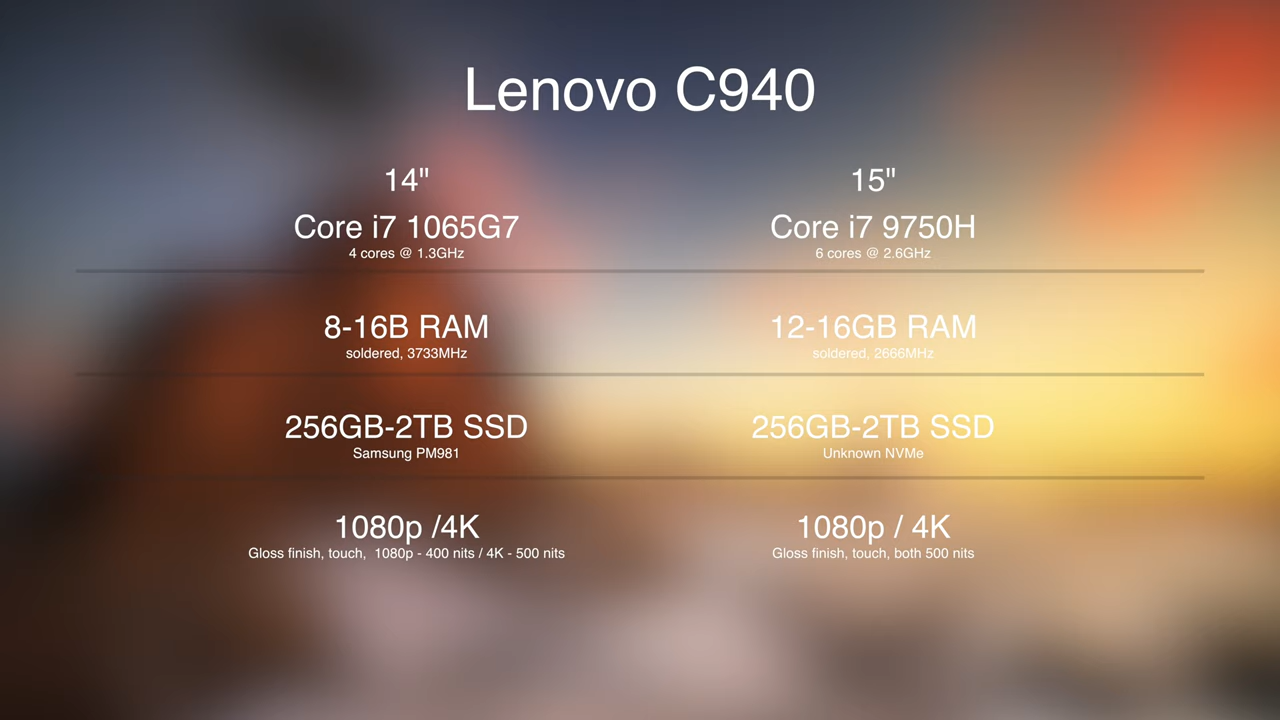 Lenovo C940
14"
15"
Core i7 1065G7
Core i7 9750H
4 cores @ 1.3GHz
6 cores @ 2.6GHz
8-16B RAM
12-16GB RAM
soldered, 3733MHz
soldered, 2666MHz
256GB-2TB SSD
256GB-2TB SSD
Samsung PM981
Unknown NVMe
1080p /4K
1080p / 4K
Gloss finish, touch,  1080p - 400 nits / 4K - 500 nits
Gloss finish, touch, both 500 nits